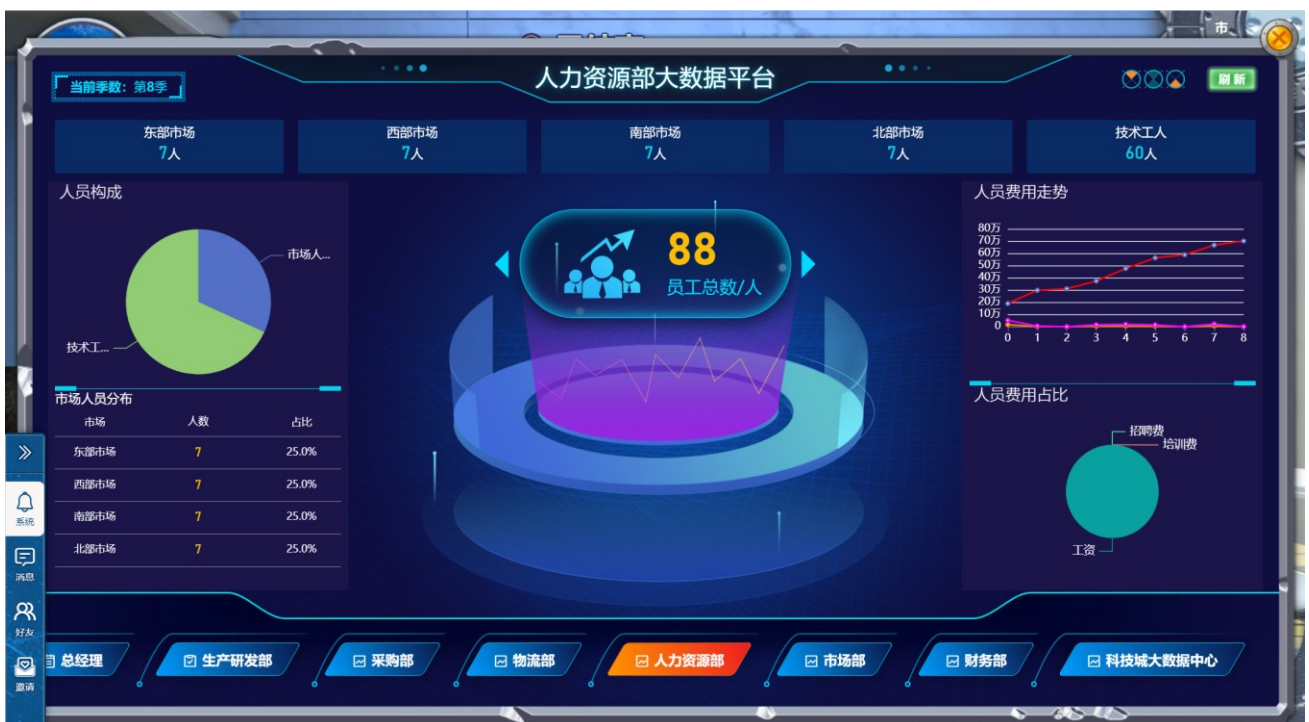 市
人力资源部大数据平台
当前季数：第8季
刷新
东部市场
7人
西部市场
7人
南部市场
7人
北部市场
7人
技术工人
60人
人员构成
市场人...
技术工...
市场人员分布
市场 人数 占比
东部市场 7 25.0%
西部市场 7 25.0%
南部市场 7 25.0%
北部市场 7 25.0%
88
员工总数/人
人员费用走势
80万
70万
60万
50万
40万
30万
20万
10万
0
0 1 2 3 4 5 6 7 8
人员费用占比
招聘费
培训费
工资
系统
消息
好友
邀请
总经理
生产研发部
采购部
物流部
人力资源部
市场部
财务部
科技城大数据中心